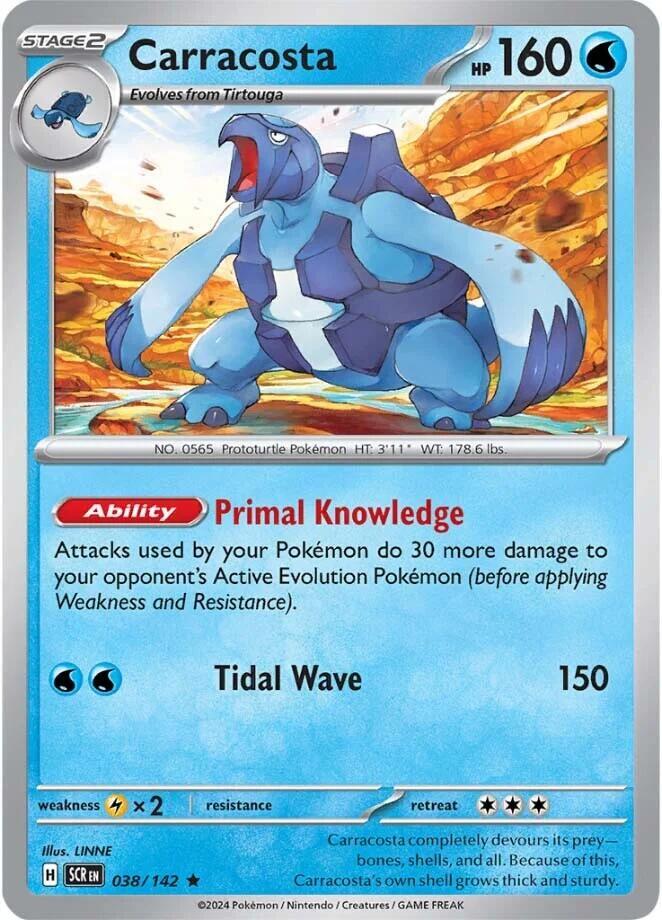 STAGE2
Carracosta
HP 160
Evolves from Tirtouga
NO. 0565 Prototurtle Pokémon HT: 3'11" WT: 178.6 lbs.
Ability Primal Knowledge
Attacks used by your Pokémon do 30 more damage to
your opponent's Active Evolution Pokémon (before applying
Weakness and Resistance).
Tidal Wave 150
weakness ×2 resistance retreat
Illus. LINNE
Carracosta completely devours its prey—
bones, shells, and all. Because of this,
Carracosta's own shell grows thick and sturdy.
H SCR EN 038/142 ★
©2024 Pokémon / Nintendo / Creatures / GAME FREAK